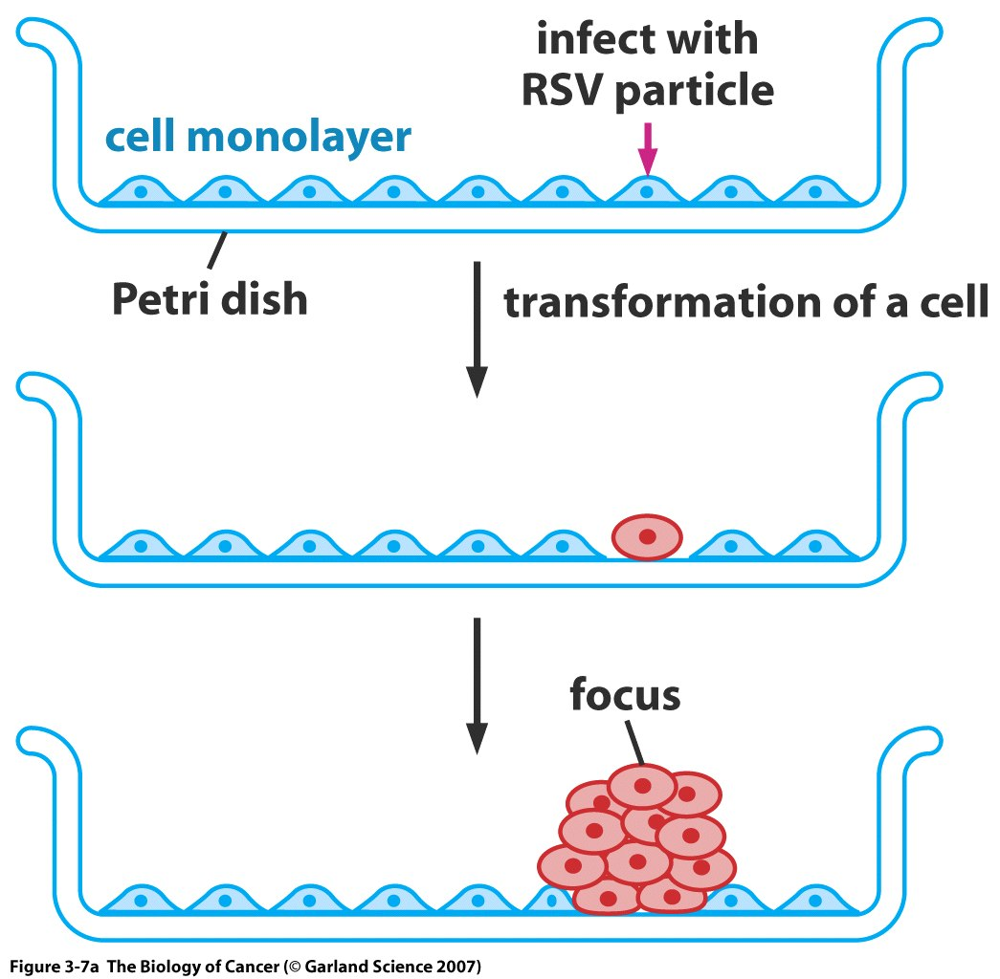 infect with
RSV particle
cell monolayer
Petri dish
transformation of a cell
focus
Figure 3-7a The Biology of Cancer (© Garland Science 2007)